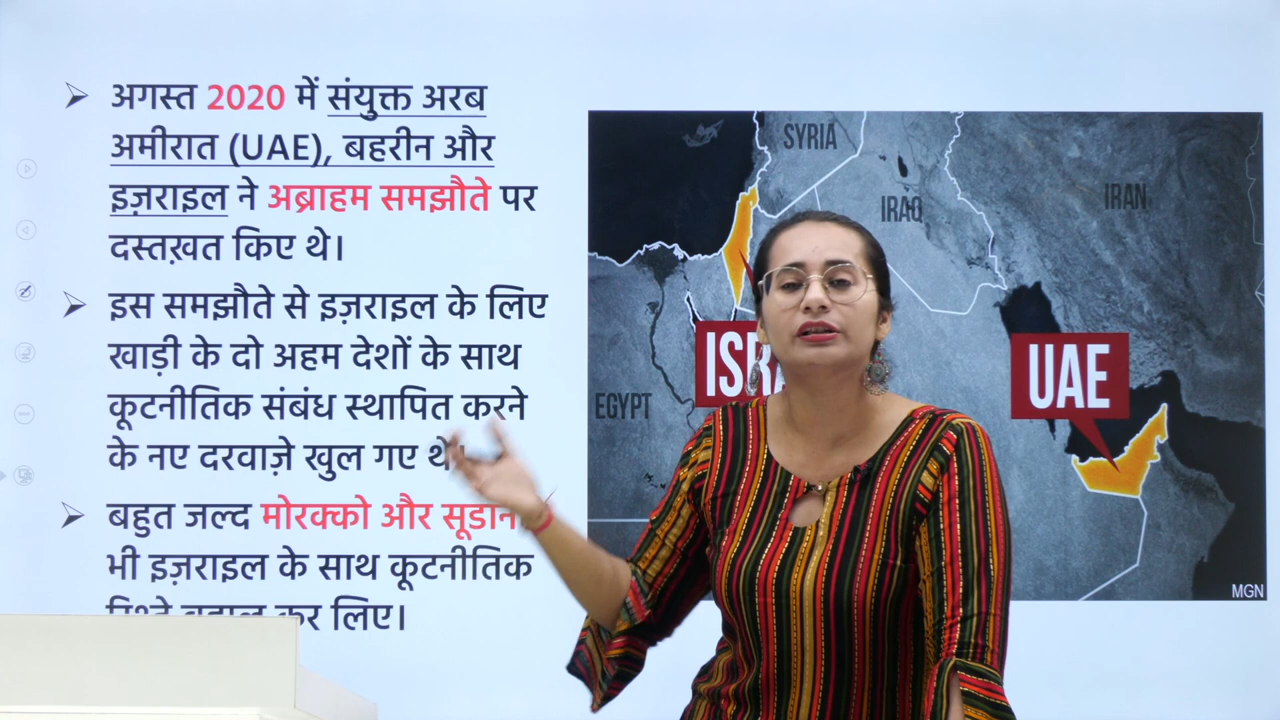 ➢ अगस्त 2020 में संयुक्त अरब
अमीरात (UAE), बहरीन और
इज़राइल ने अब्राहम समझौते पर
दस्तख़त किए थे।
➢ इस समझौते से इज़राइल के लिए
खाड़ी के दो अहम देशों के साथ
कूटनीतिक संबंध स्थापित करने
के नए दरवाज़े खुल गए थे।
➢ बहुत जल्द मोरक्को और सूडान
भी इज़राइल के साथ कूटनीतिक
कर लिए।
SYRIA
IRAQ
IRAN
UAE
EGYPT
MGN